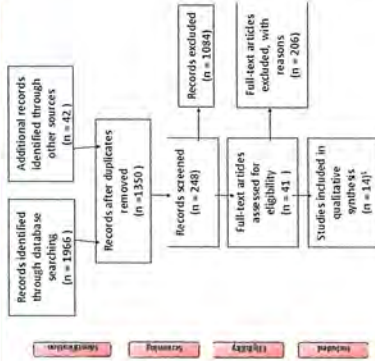 Identification
Records identified
through database
searching
(n = 1966 )
Additional records
identified through
other sources
(n = 42 )
Records after duplicates
removed
(n =1350 )
Screening
Records screened
(n = 248 )
Records excluded
(n = 1084)
Eligibility
Full-text articles
assessed for
eligibility
(n = 41 )
Full-text articles
excluded, with
reasons
(n = 206 )
Included
Studies included in
qualitative
synthesis
(n = 14)